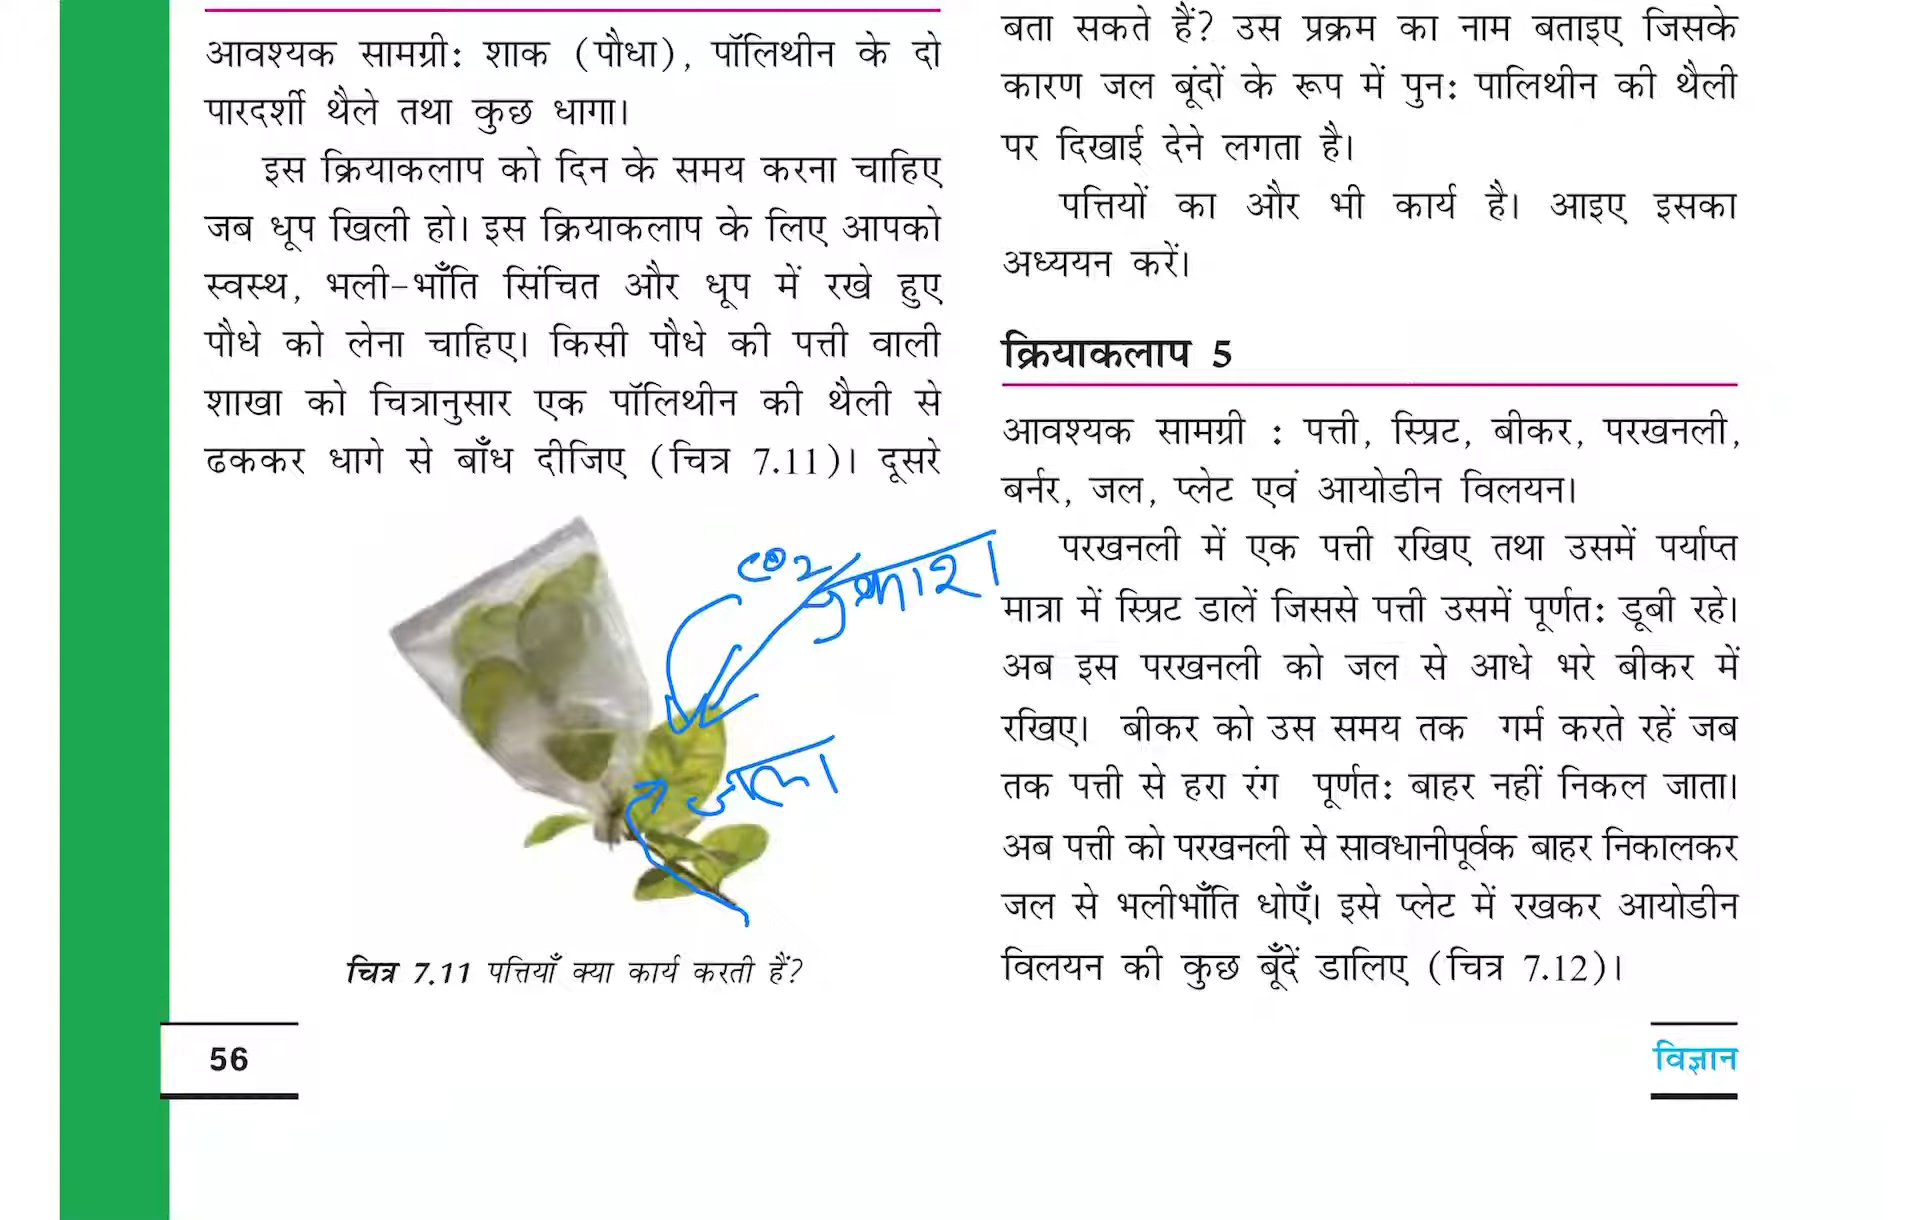 आवश्यक सामग्री: शाक (पौधा), पॉलिथीन के दो
पारदर्शी थैले तथा कुछ धागा।
इस क्रियाकलाप को दिन के समय करना चाहिए
जब धूप खिली हो। इस क्रियाकलाप के लिए आपको
स्वस्थ, भली-भाँति सिंचित और धूप में रखे हुए
पौधे को लेना चाहिए। किसी पौधे की पत्ती वाली
शाखा को चित्रानुसार एक पॉलिथीन की थैली से
ढककर धागे से बाँध दीजिए (चित्र 7.11)। दूसरे
CO2
प्रकाश
जल
चित्र 7.11 पत्तियाँ क्या कार्य करती हैं?
56
बता सकते हैं? उस प्रक्रम का नाम बताइए जिसके
कारण जल बूंदों के रूप में पुन: पालिथीन की थैली
पर दिखाई देने लगता है।
पत्तियों का और भी कार्य है। आइए इसका
अध्ययन करें।
क्रियाकलाप 5
आवश्यक सामग्री : पत्ती, स्प्रिट, बीकर, परखनली,
बर्नर, जल, प्लेट एवं आयोडीन विलयन।
परखनली में एक पत्ती रखिए तथा उसमें पर्याप्त
मात्रा में स्प्रिट डालें जिससे पत्ती उसमें पूर्णत: डूबी रहे।
अब इस परखनली को जल से आधे भरे बीकर में
रखिए। बीकर को उस समय तक गर्म करते रहें जब
तक पत्ती से हरा रंग पूर्णत: बाहर नहीं निकल जाता।
अब पत्ती को परखनली से सावधानीपूर्वक बाहर निकालकर
जल से भलीभाँति धोएँ। इसे प्लेट में रखकर आयोडीन
विलयन की कुछ बूँदें डालिए (चित्र 7.12)।
विज्ञान